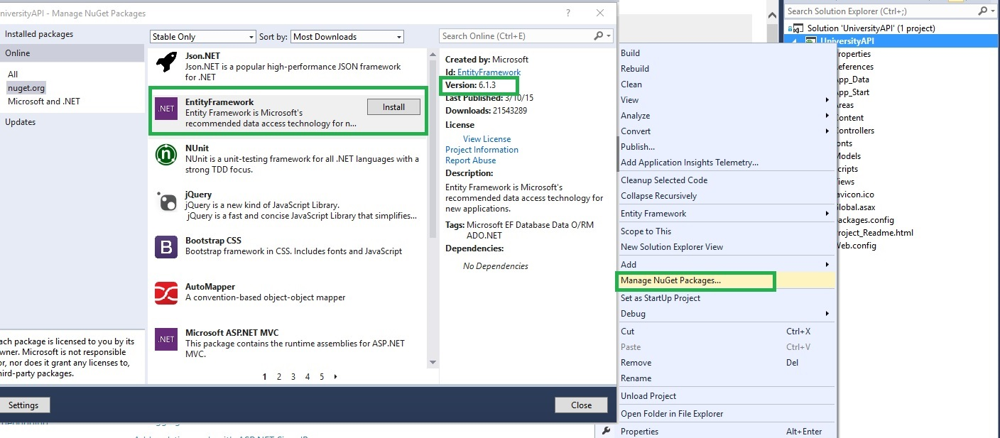 niversityAPI - Manage NuGet Packages
?
Installed packages
Online
All
nuget.org
Microsoft and .NET
Updates
ach package is licensed to you by its
wner. Microsoft is not responsible
or, nor does it grant any licenses to,
hird-party packages.
Settings
Stable Only
Sort by: Most Downloads
Json.NET
Json.NET is a popular high-performance JSON framework
for .NET
.NET
EntityFramework
Install
Entity Framework is Microsoft's
recommended data access technology for n...
n
NUnit
NUnit is a unit-testing framework for all .NET languages with a
strong TDD focus.
jQuery
jQuery is a new kind of JavaScript Library.
jQuery is a fast and concise JavaScript Library that simplifies...
B
Bootstrap CSS
Bootstrap framework in CSS. Includes fonts and JavaScript
AutoMapper
A convention-based object-object mapper
.NET
Microsoft ASP.NET MVC
This package contains the runtime assemblies for ASP.NET
MVC.
1 2 3 4 5
Search Online (Ctrl+E)
Created by: Microsoft
Id: EntityFramework
Version: 6.1.3
Last Published: 3/10/15
Downloads: 21543289
License
View License
Project Information
Report Abuse
Description:
Entity Framework is Microsoft's
recommended data access technology for
new applications.
Tags: Microsoft EF Database Data O/RM
ADO.NET
Dependencies:
No Dependencies
Close
Build
Rebuild
Clean
View
Analyze
Convert
Publish...
Add Application Insights Telemetry...
Cleanup Selected Code
Collapse Recursively
Entity Framework
Scope to This
New Solution Explorer View
Add
Manage NuGet Packages...
Set as StartUp Project
Debug
Cut Ctrl+X
Paste Ctrl+V
Remove Del
Rename
Unload Project
Open Folder in File Explorer
Properties Alt+Enter
Search Solution Explorer (Ctrl+;)
Solution 'UniversityAPI' (1 project)
UniversityAPI
roperties
eferences
pp_Data
pp_Start
reas
ontent
ontrollers
onts
Models
cripts
iews
avicon.ico
Global.asax
ackages.config
roject_Readme.html
Web.config